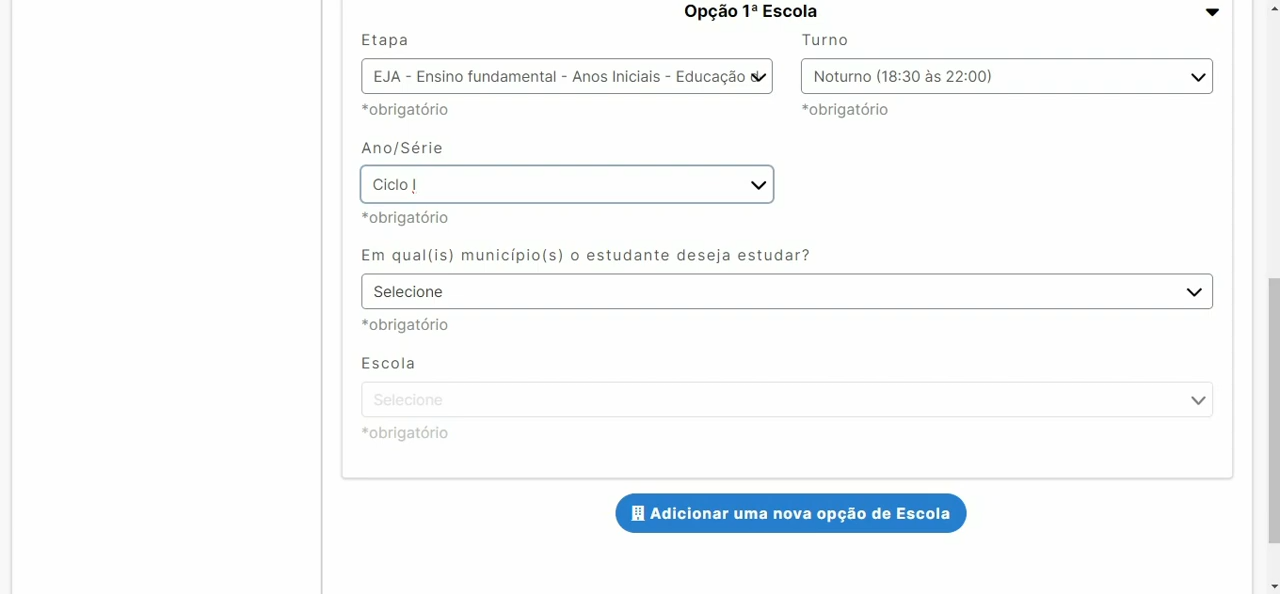 Opção 1ª Escola
Etapa
Turno
EJA - Ensino fundamental - Anos Iniciais - Educação
Noturno (18:30 às 22:00)
*obrigatório
*obrigatório
Ano/Série
Ciclo I
*obrigatório
Em qual(is) município(s) o estudante deseja estudar?
Selecione
*obrigatório
Escola
Selecione
*obrigatório
Adicionar uma nova opção de Escola